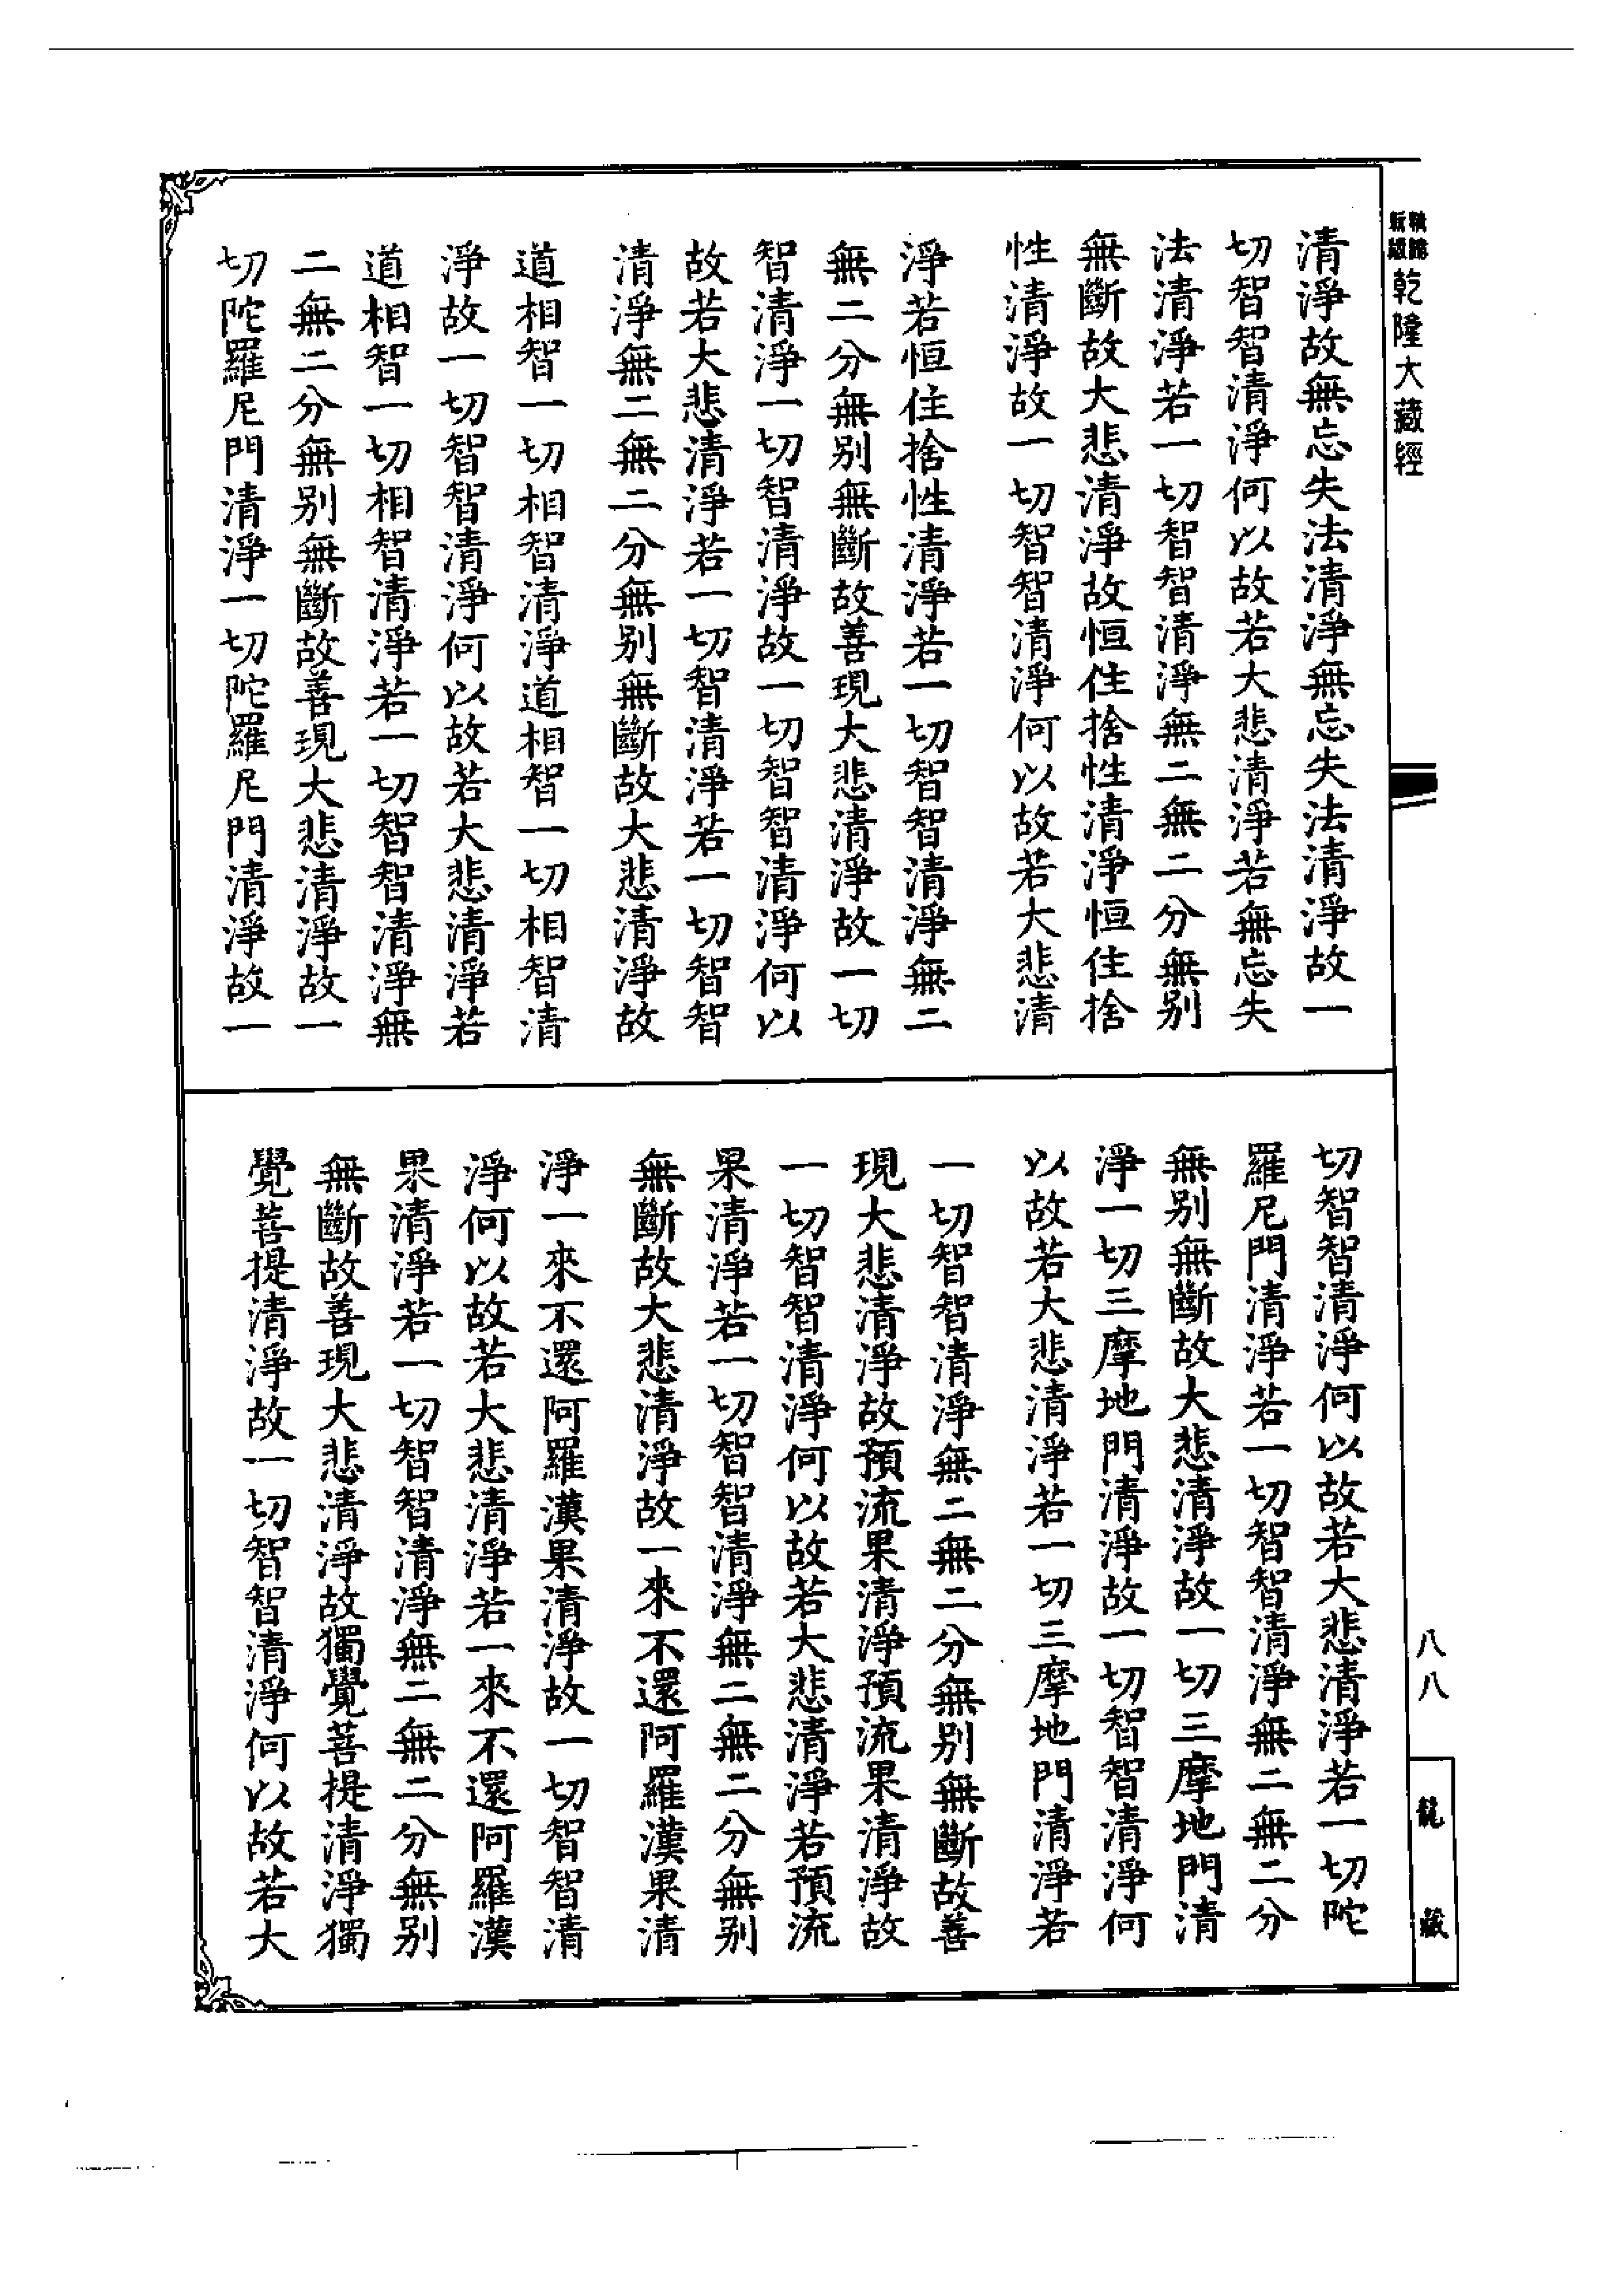 乾隆大藏經
清淨故無忘失法清淨無忘失法清淨故一
切智智清淨何以故若大悲清淨若無忘失
法清淨若一切智智清淨無二無二分無別
無斷故大悲清淨故恒住捨性清淨恒住捨
性清淨故一切智智清淨何以故若大悲清
淨若恒住捨性清淨若一切智智清淨無二
無二分無別無斷故善現大悲清淨故一切
智清淨一切智清淨故一切智智清淨何以
故若大悲清淨若一切智清淨若一切智智
清淨無二無二分無別無斷故大悲清淨故
道相智一切相智清淨道相智一切相智清
淨故一切智智清淨何以故若大悲清淨若
道相智一切相智清淨若一切智智清淨無
二無二分無別無斷故善現大悲清淨故一
切陀羅尼門清淨一切陀羅尼門清淨故一
切智智清淨何以故若大悲清淨若一切陀
羅尼門清淨若一切智智清淨無二無二分
無別無斷故大悲清淨故一切三摩地門清
淨一切三摩地門清淨故一切智智清淨何
以故若大悲清淨若一切三摩地門清淨若
一切智智清淨無二無二分無別無斷故善
現大悲清淨故預流果清淨預流果清淨故
一切智智清淨何以故若大悲清淨若預流
果清淨若一切智智清淨無二無二分無別
無斷故大悲清淨故一來不還阿羅漢果清
淨一來不還阿羅漢果清淨故一切智智清
淨何以故若大悲清淨若一來不還阿羅漢
果清淨若一切智智清淨無二無二分無別
無斷故善現大悲清淨故獨覺菩提清淨獨
覺菩提清淨故一切智智清淨何以故若大
八八
龍藏